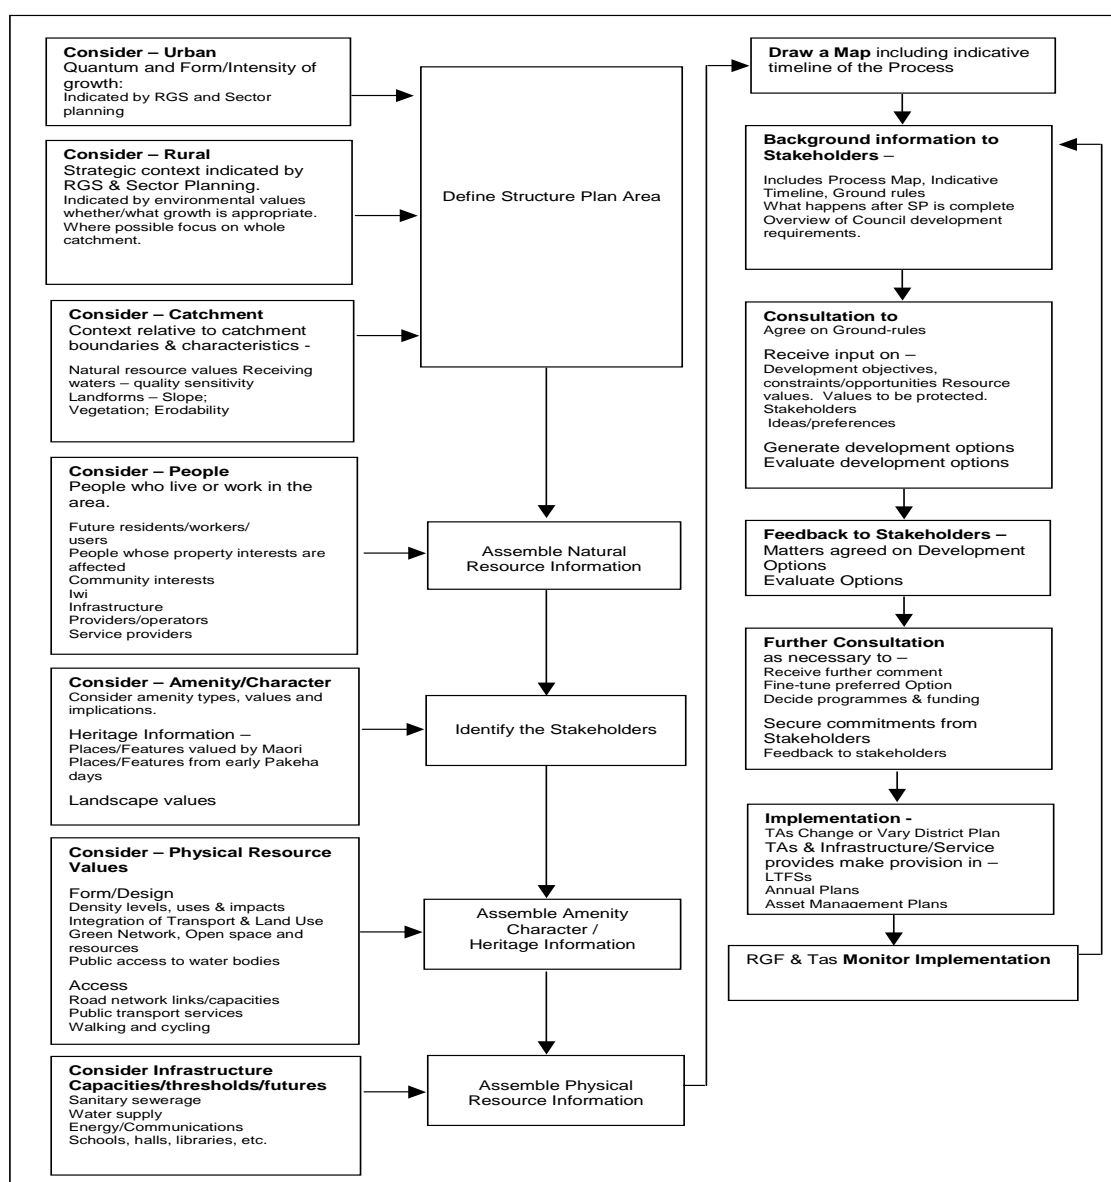 Consider – Urban
Quantum and Form/Intensity of
growth:
Indicated by RGS and Sector
planning
Consider – Rural
Strategic context indicated by
RGS & Sector Planning.
Indicated by environmental values
whether/what growth is appropriate.
Where possible focus on whole
catchment.
Consider – Catchment
Context relative to catchment
boundaries & characteristics -
Natural resource values Receiving
waters – quality sensitivity
Landforms – Slope;
Vegetation; Erodability
Consider – People
People who live or work in the
area.
Future residents/workers/
users
People whose property interests are
affected
Community interests
Iwi
Infrastructure
Providers/operators
Service providers
Consider – Amenity/Character
Consider amenity types, values and
implications.
Heritage Information –
Places/Features valued by Maori
Places/Features from early Pakeha
days
Landscape values
Consider – Physical Resource
Values
Form/Design
Density levels, uses & impacts
Integration of Transport & Land Use
Green Network, Open space and
resources
Public access to water bodies
Access
Road network links/capacities
Public transport services
Walking and cycling
Consider Infrastructure
Capacities/thresholds/futures
Sanitary sewerage
Water supply
Energy/Communications
Schools, halls, libraries, etc.
Define Structure Plan Area
Assemble Natural
Resource Information
Identify the Stakeholders
Assemble Amenity
Character /
Heritage Information
Assemble Physical
Resource Information
Draw a Map including indicative
timeline of the Process
Background information to
Stakeholders –
Includes Process Map, Indicative
Timeline, Ground rules
What happens after SP is complete
Overview of Council development
requirements.
Consultation to
Agree on Ground-rules
Receive input on –
Development objectives,
constraints/opportunities Resource
values. Values to be protected.
Stakeholders
Ideas/preferences
Generate development options
Evaluate development options
Feedback to Stakeholders –
Matters agreed on Development
Options
Evaluate Options
Further Consultation
as necessary to –
Receive further comment
Fine-tune preferred Option
Decide programmes & funding
Secure commitments from
Stakeholders
Feedback to stakeholders
Implementation -
TAs Change or Vary District Plan
TAs & Infrastructure/Service
provides make provision in –
LTFSs
Annual Plans
Asset Management Plans
RGF & Tas Monitor Implementation